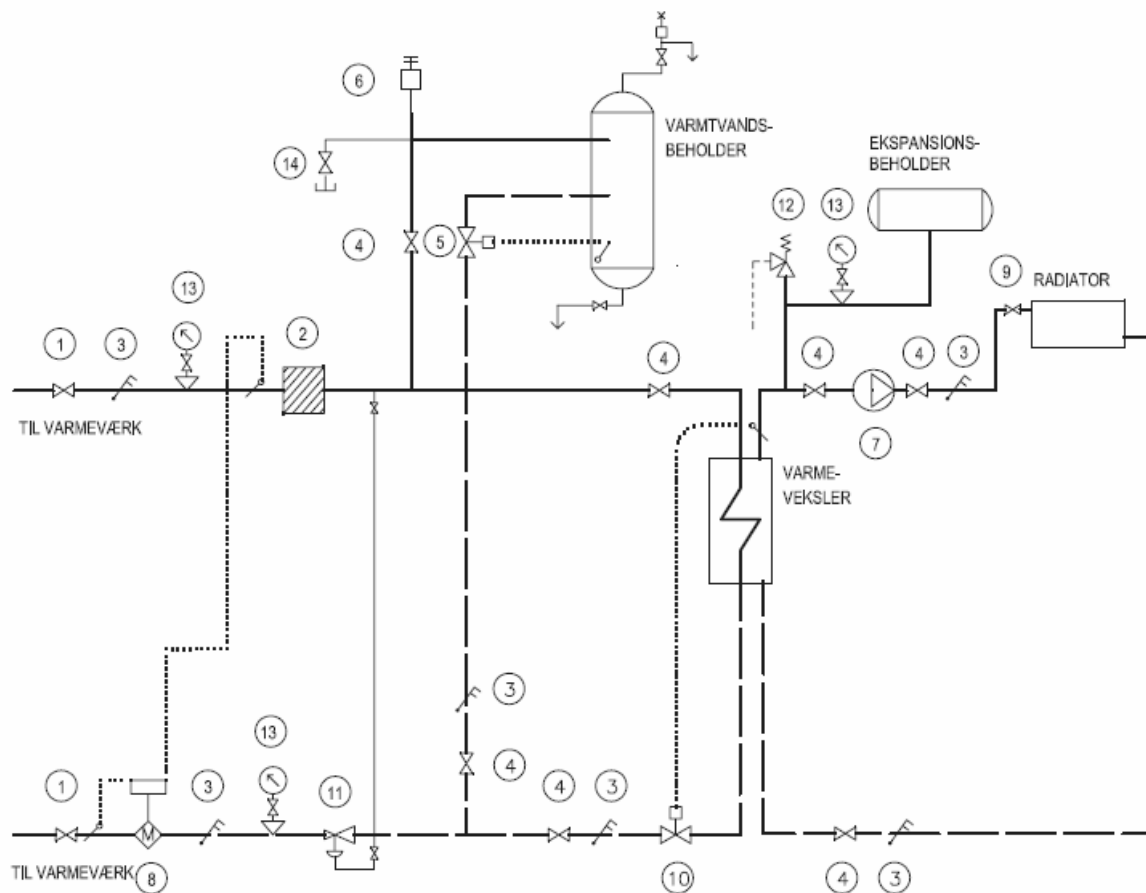 6
VARMTVANDS-
BEHOLDER
EKSPANSIONS-
BEHOLDER
14
12
13
4
5
9
RADIATOR
13
1
3
2
4
4
4
3
TIL VARMEVÆRK
7
VARME-
VEKSLER
3
13
4
1
3
11
4
3
M
TIL VARMEVÆRK
8
10
4
3